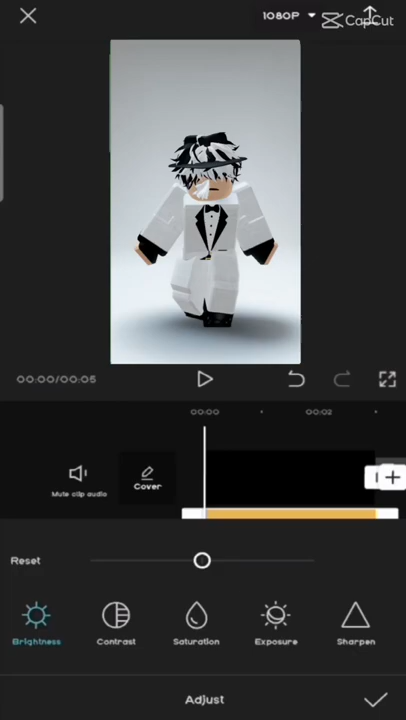 1080P
CapCut
00:00/00:05
00:00
00:02
Mute clip audio
Cover
Reset
Brightness
Contrast
Saturation
Exposure
Sharpen
Adjust